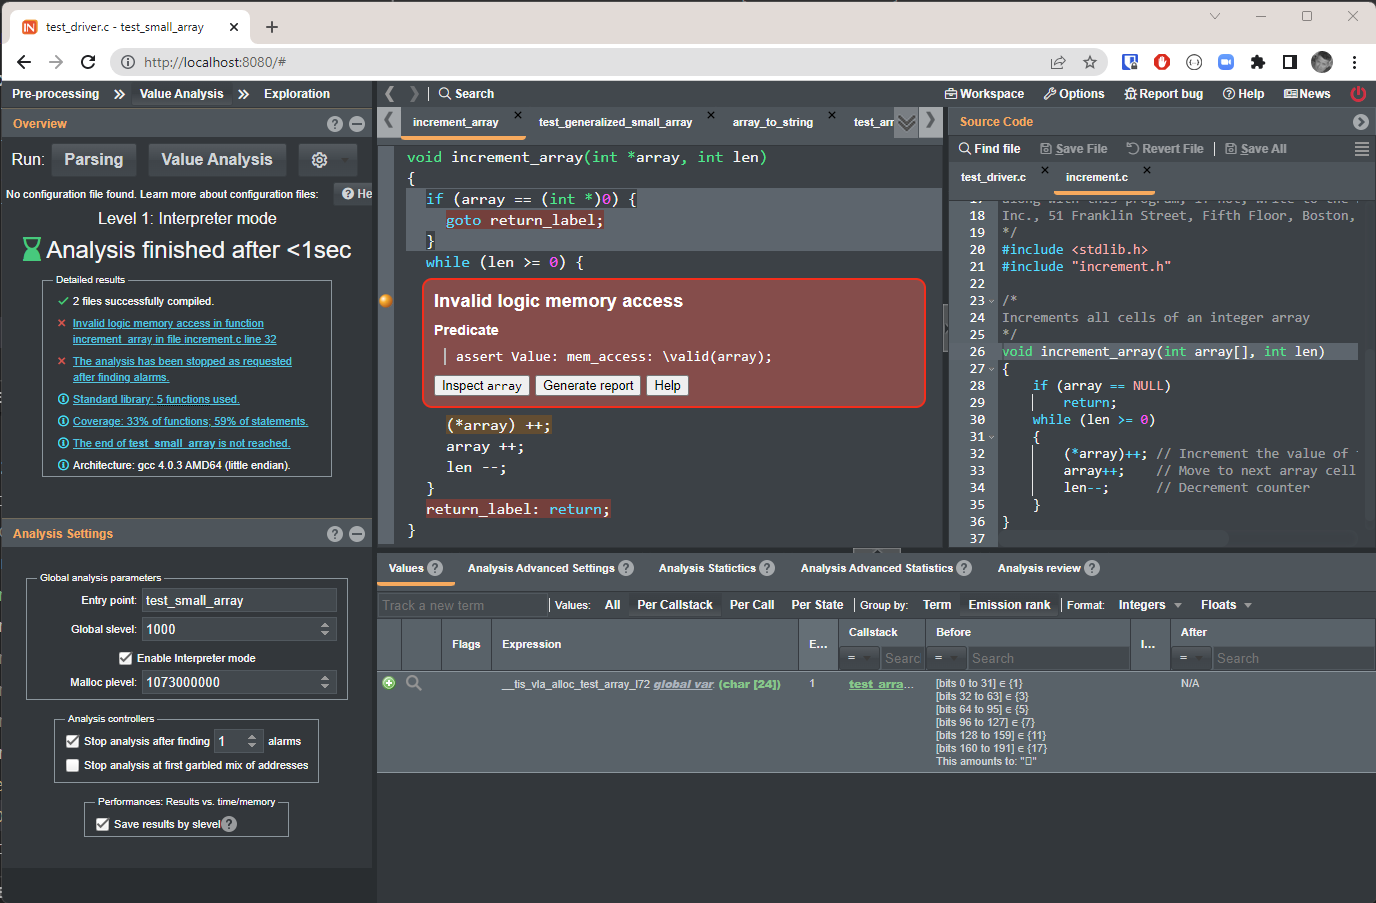 test_driver.c - test_small_array
http://localhost:8080/#
Pre-processing Value Analysis Exploration
Search
Workspace Options Report bug Help News
Overview
Run: Parsing Value Analysis
No configuration file found. Learn more about configuration files: He
Level 1: Interpreter mode
Analysis finished after <1sec
Detailed results
2 files successfully compiled.
Invalid logic memory access in function
increment_array in file increment.c line 32
The analysis has been stopped as requested
after finding alarms.
Standard library: 5 functions used.
Coverage: 33% of functions; 59% of statements.
The end of test_small_array is not reached.
Architecture: gcc 4.0.3 AMD64 (little endian).
Analysis Settings
Global analysis parameters
Entry point: test_small_array
Global slevel: 1000
Enable Interpreter mode
Malloc plevel: 1073000000
Analysis controllers
Stop analysis after finding 1 alarms
Stop analysis at first garbled mix of addresses
Performances: Results vs. time/memory
Save results by slevel
increment_array test_generalized_small_array array_to_string test_arr
void increment_array(int *array, int len)
{
if (array == (int *)0) {
goto return_label;
}
while (len >= 0) {
Invalid logic memory access
Predicate
assert Value: mem_access: \valid(array);
Inspect array Generate report Help
(*array) ++;
array ++;
len --;
}
return_label: return;
}
Source Code
Find file Save File Revert File Save All
test_driver.c increment.c
18 Inc., 51 Franklin Street, Fifth Floor, Boston,
19 */
20 #include <stdlib.h>
21 #include "increment.h"
22
23 /*
24 Increments all cells of an integer array
25 */
26 void increment_array(int array[], int len)
27 {
28 if (array == NULL)
29 return;
30 while (len >= 0)
31 {
32 (*array)++; // Increment the value of
33 array++; // Move to next array cell
34 len--; // Decrement counter
35 }
36 }
37
Values Analysis Advanced Settings Analysis Statictics Analysis Advanced Statistics Analysis review
Track a new term Values: All Per Callstack Per Call Per State Group by: Term Emission rank Format: Integers Floats
Flags Expression E... Callstack Before I... After
= Searc = Search = Search
__tis_vla_alloc_test_array_l72 global var. (char [24]) 1 test_arra... [bits 0 to 31] ∈ {1} N/A
[bits 32 to 63] ∈ {3}
[bits 64 to 95] ∈ {5}
[bits 96 to 127] ∈ {7}
[bits 128 to 159] ∈ {11}
[bits 160 to 191] ∈ {17}
This amounts to: "▯"